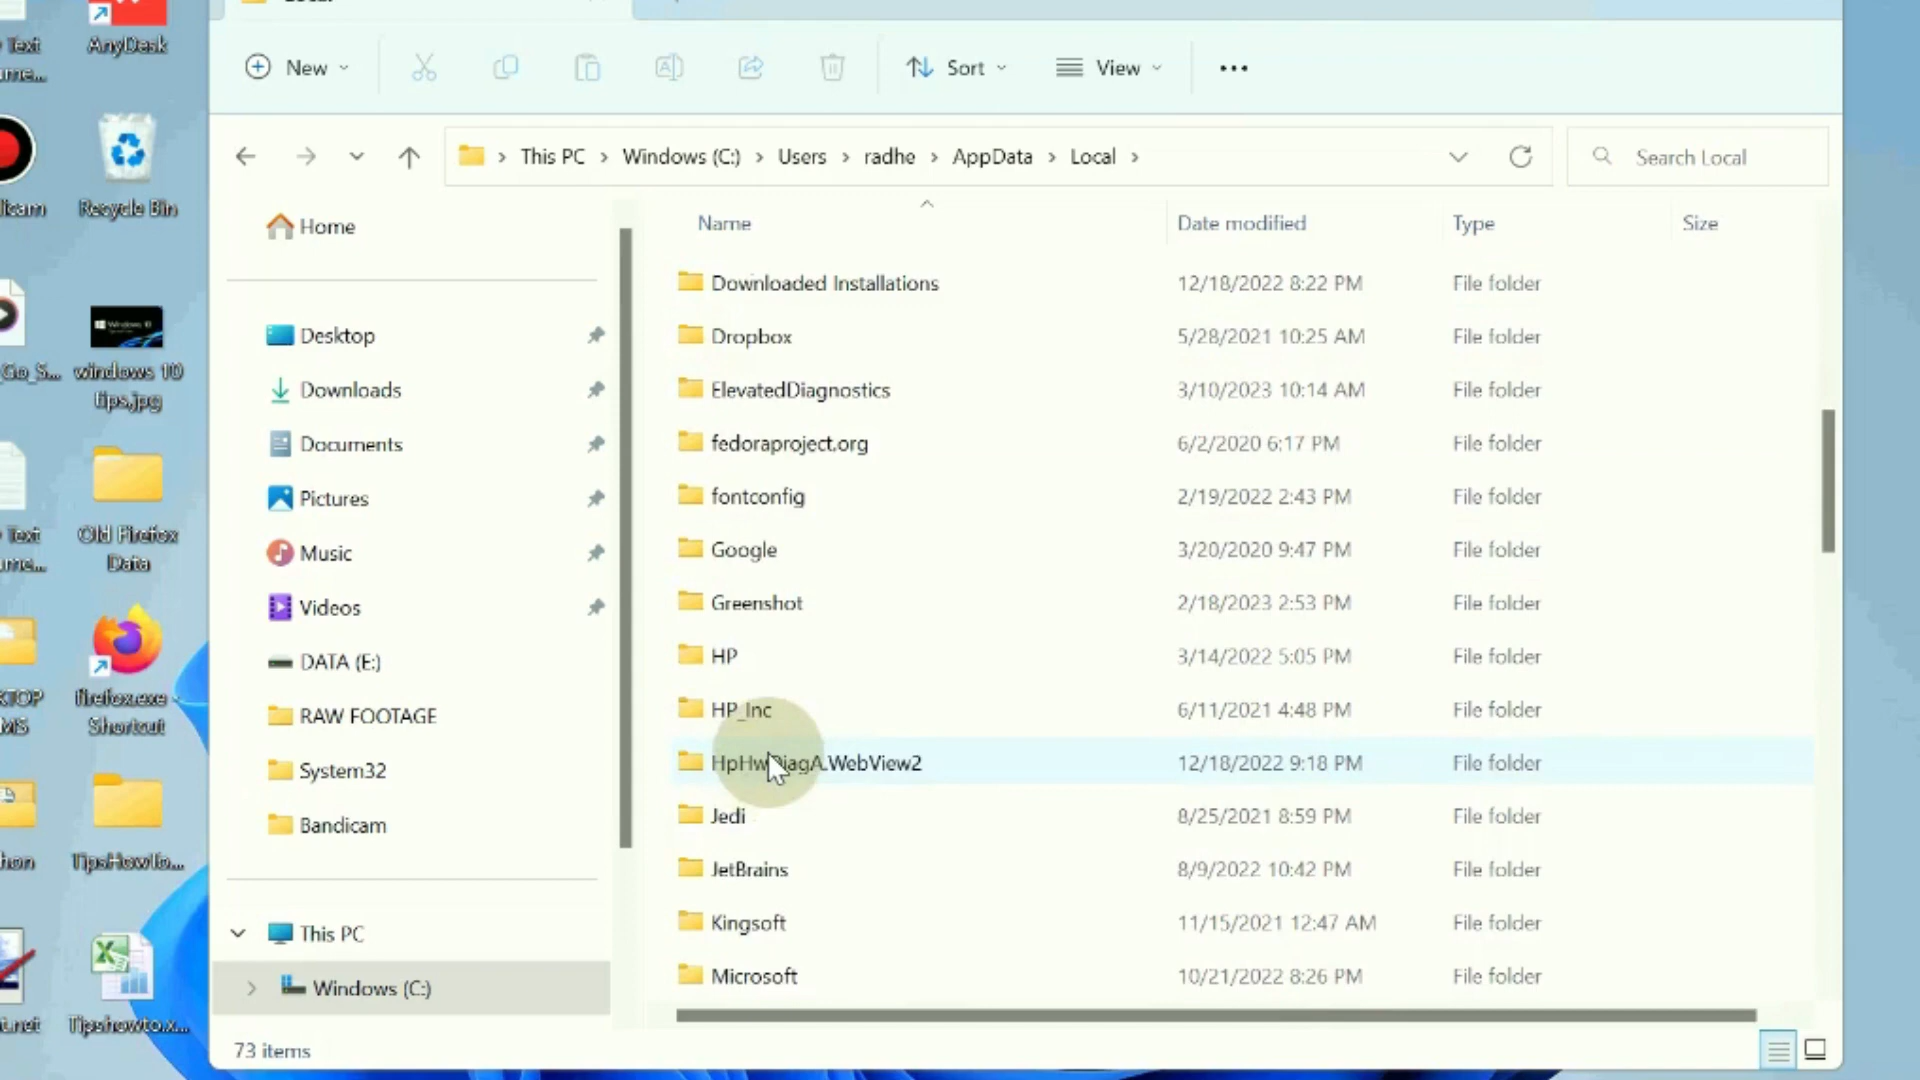 AnyDesk
Recycle Bin
windows 10
tips.jpg
Old Firefox
Data
firefox.exe -
Shortcut
TipsHowTo...
Tipshowto.x...
Text
New
Sort
View
This PC > Windows (C:) > Users > radhe > AppData > Local >
Search Local
Home
Desktop
Downloads
Documents
Pictures
Music
Videos
DATA (E:)
RAW FOOTAGE
System32
Bandicam
This PC
Windows (C:)
Name Date modified Type Size
Downloaded Installations 12/18/2022 8:22 PM File folder
Dropbox 5/28/2021 10:25 AM File folder
ElevatedDiagnostics 3/10/2023 10:14 AM File folder
fedoraproject.org 6/2/2020 6:17 PM File folder
fontconfig 2/19/2022 2:43 PM File folder
Google 3/20/2020 9:47 PM File folder
Greenshot 2/18/2023 2:53 PM File folder
HP 3/14/2022 5:05 PM File folder
HP_Inc 6/11/2021 4:48 PM File folder
HpHwDiagA.WebView2 12/18/2022 9:18 PM File folder
Jedi 8/25/2021 8:59 PM File folder
JetBrains 8/9/2022 10:42 PM File folder
Kingsoft 11/15/2021 12:47 AM File folder
Microsoft 10/21/2022 8:26 PM File folder
73 items